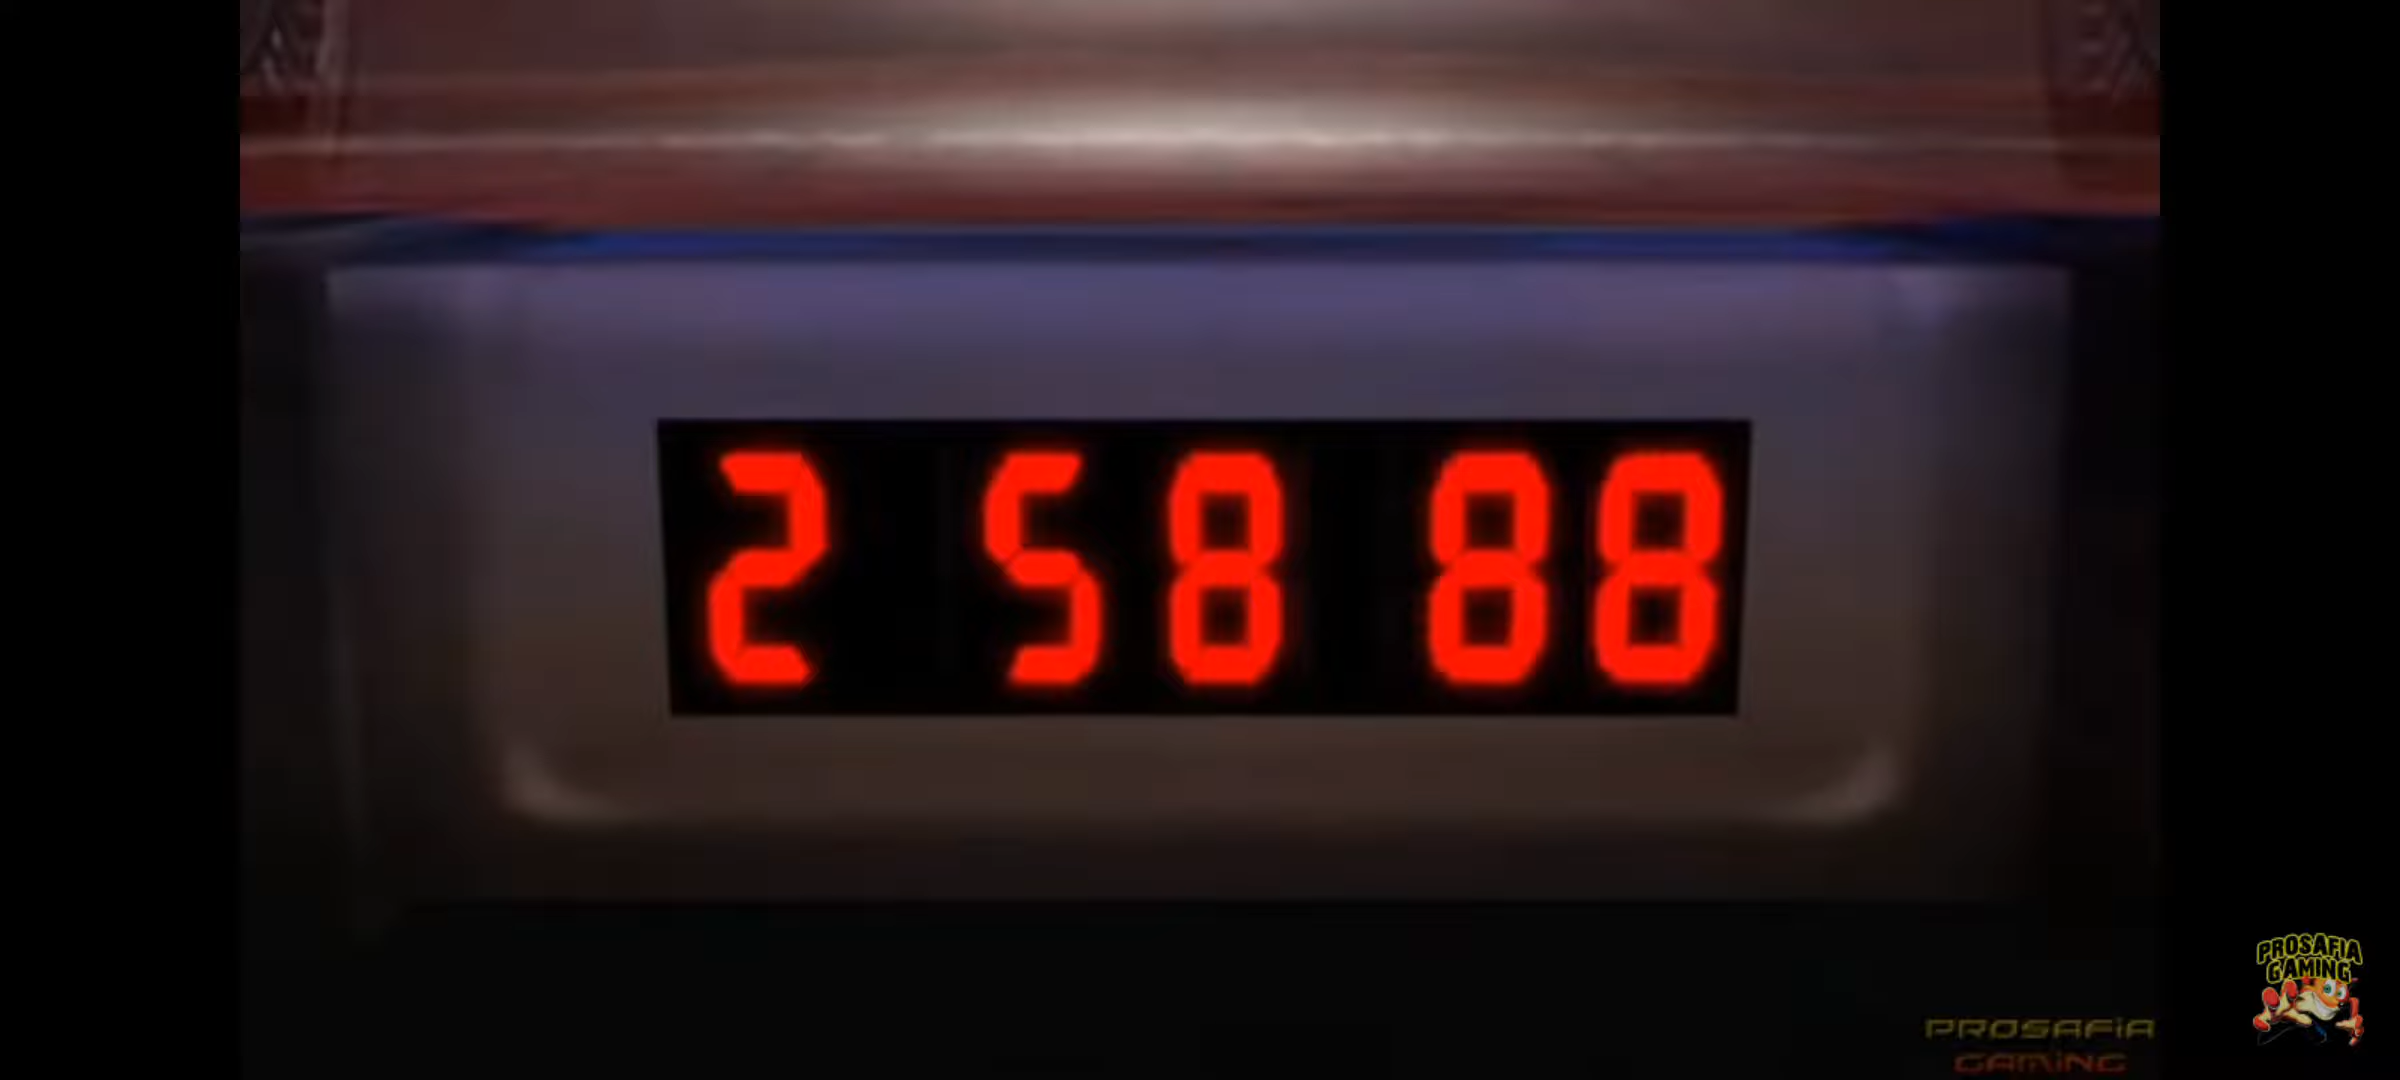 2 58 88
PROSAFIA
GAMING
PROSAFiA
GAMiNG